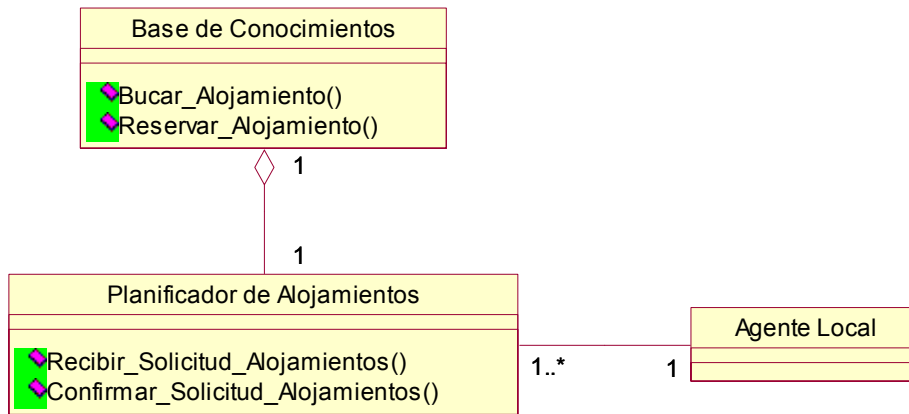 Base de Conocimientos
Bucar_Alojamiento()
Reservar_Alojamiento()
1
1
Planificador de Alojamientos
Recibir_Solicitud_Alojamientos()
Confirmar_Solicitud_Alojamientos()
1..*
1
Agente Local